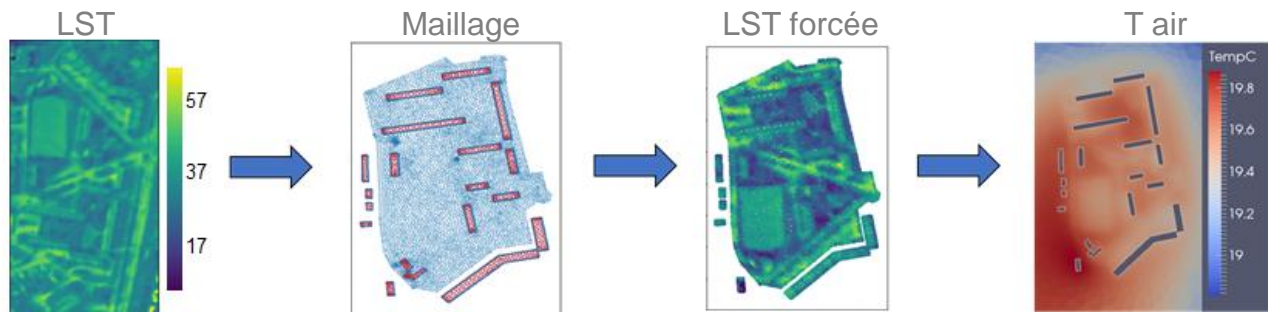 LST
Maillage
LST forcée
T air
57
37
17
TempC
19.8
19.6
19.4
19.2
19